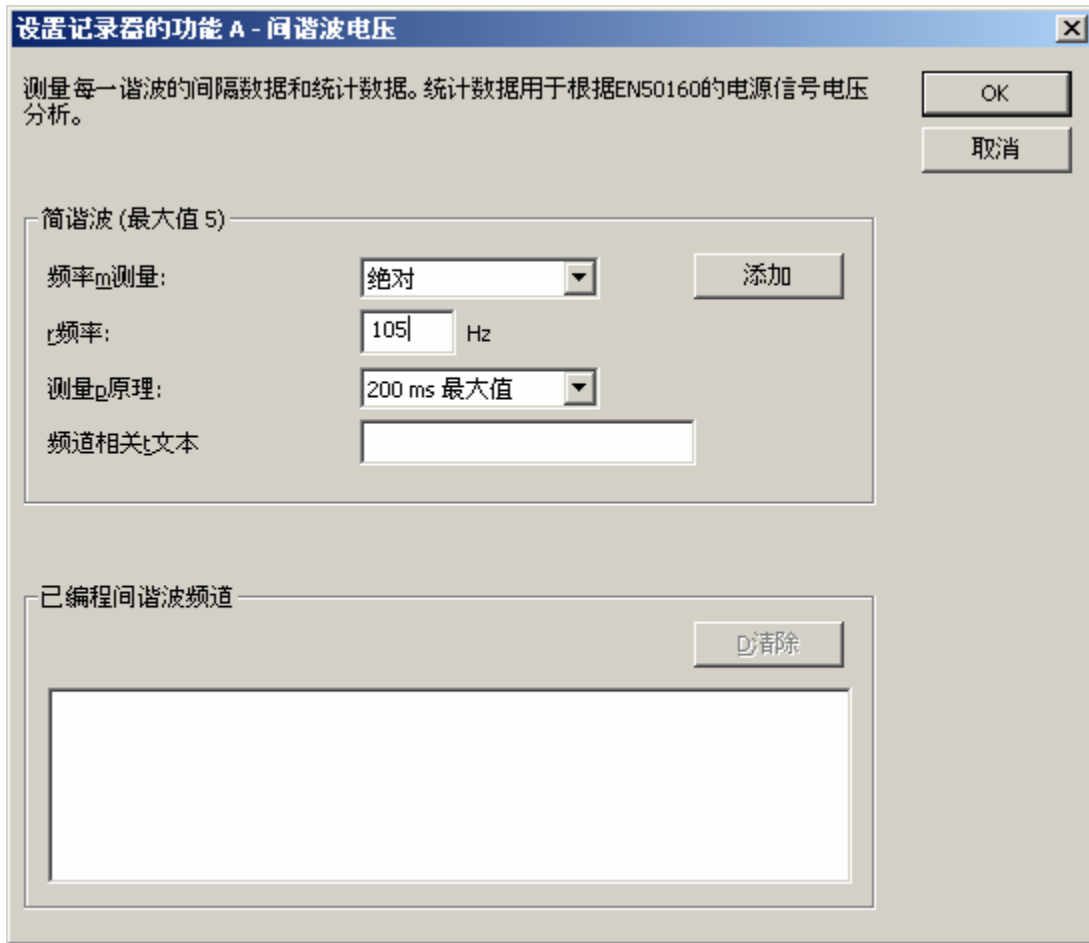 设置记录器的功能 A - 间谐波电压
测量每一谐波的间隔数据和统计数据。统计数据用于根据EN50160的电源信号电压
分析。
OK
取消
简谐波 (最大值 5)
频率m测量:
绝对
添加
r频率:
105
Hz
测量p原理:
200 ms 最大值
频道相关t文本
已编程间谐波频道
D清除